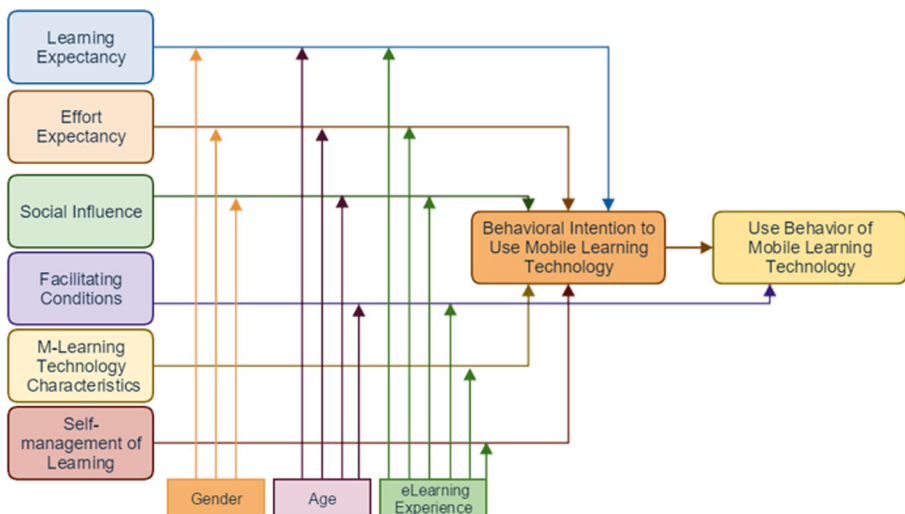 Learning
Expectancy
Effort
Expectancy
Social Influence
Facilitating
Conditions
M-Learning
Technology
Characteristics
Self-
management of
Learning
Behavioral Intention to
Use Mobile Learning
Technology
Use Behavior of
Mobile Learning
Technology
Gender
Age
eLearning
Experience